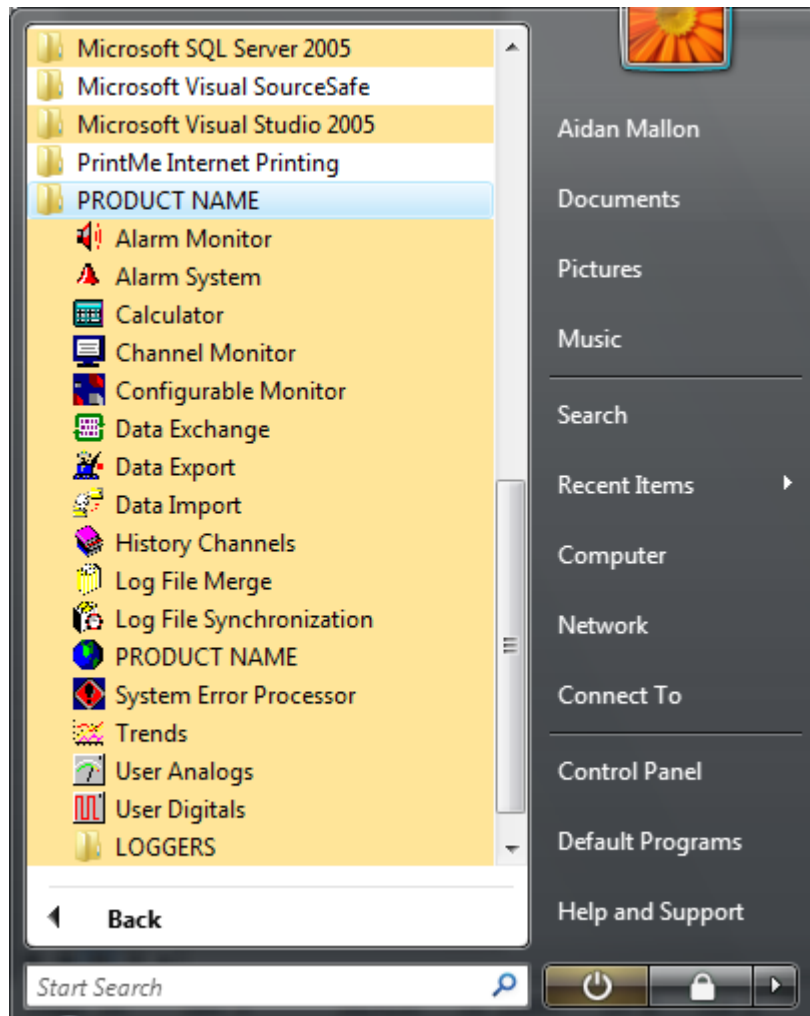 Microsoft SQL Server 2005
Microsoft Visual SourceSafe
Microsoft Visual Studio 2005
PrintMe Internet Printing
PRODUCT NAME
Alarm Monitor
Alarm System
Calculator
Channel Monitor
Configurable Monitor
Data Exchange
Data Export
Data Import
History Channels
Log File Merge
Log File Synchronization
PRODUCT NAME
System Error Processor
Trends
User Analogs
User Digitals
LOGGERS
Back
Start Search
Aidan Mallon
Documents
Pictures
Music
Search
Recent Items
Computer
Network
Connect To
Control Panel
Default Programs
Help and Support